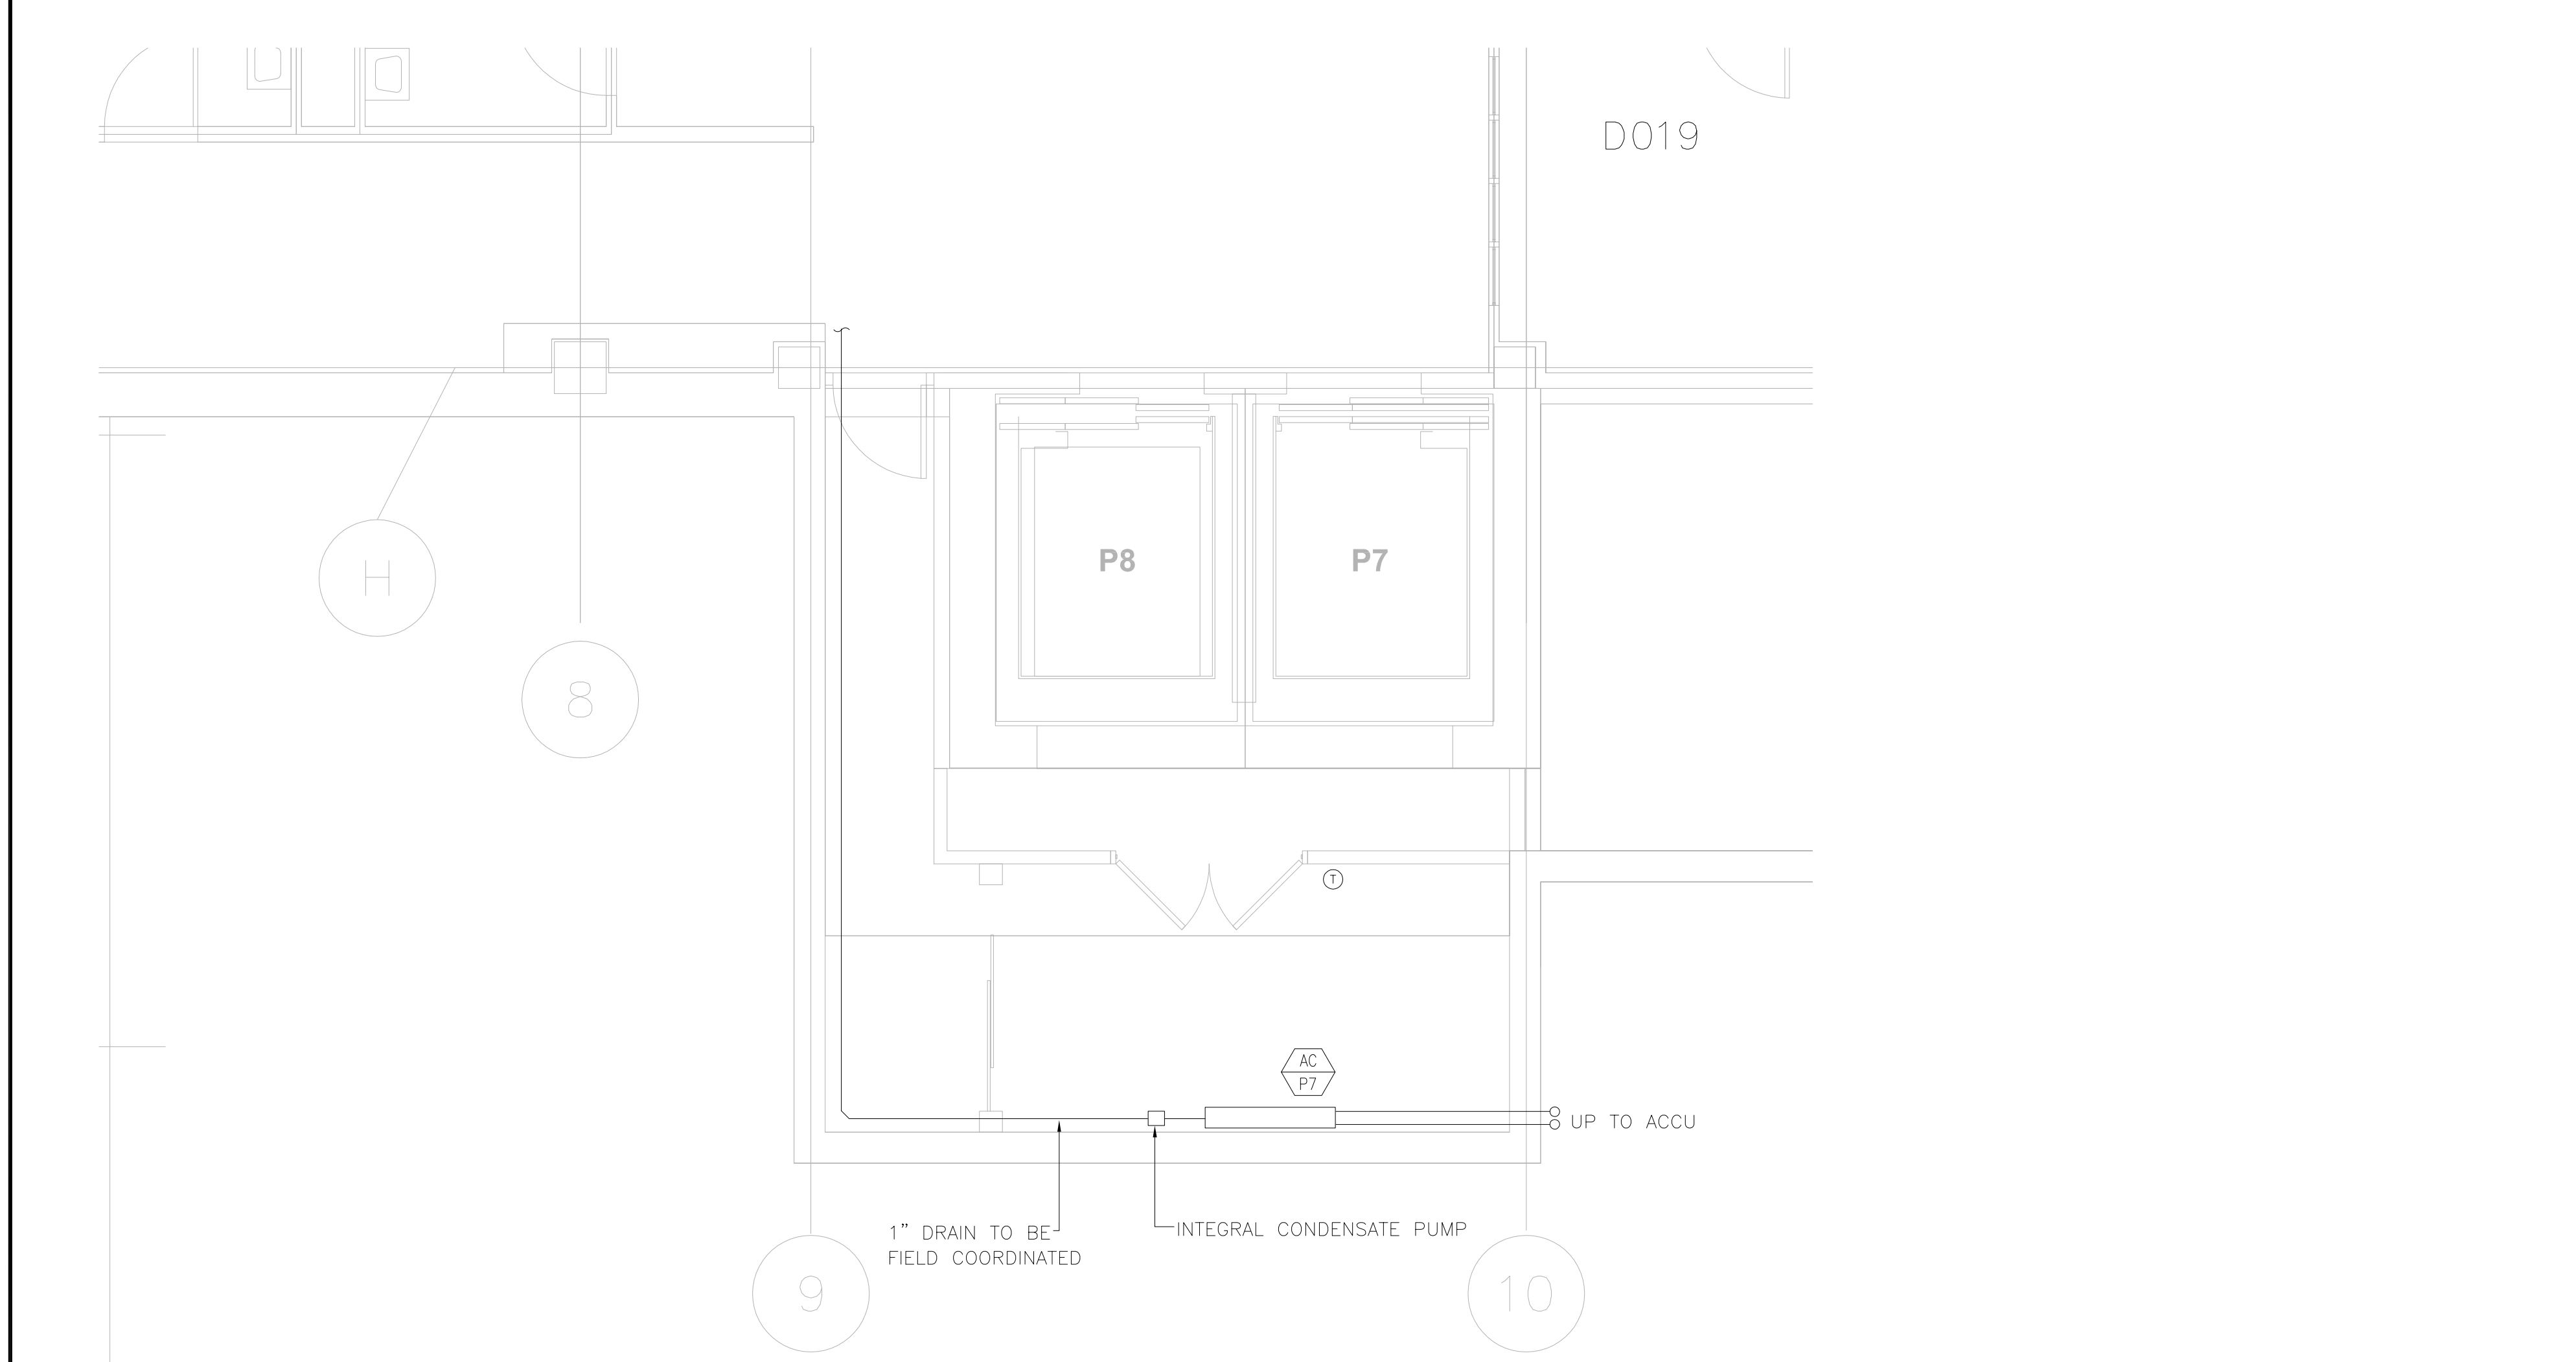 D019
P8
P7
H
8
T
AC
P7
UP TO ACCU
1" DRAIN TO BE
FIELD COORDINATED
INTEGRAL CONDENSATE PUMP
9
10